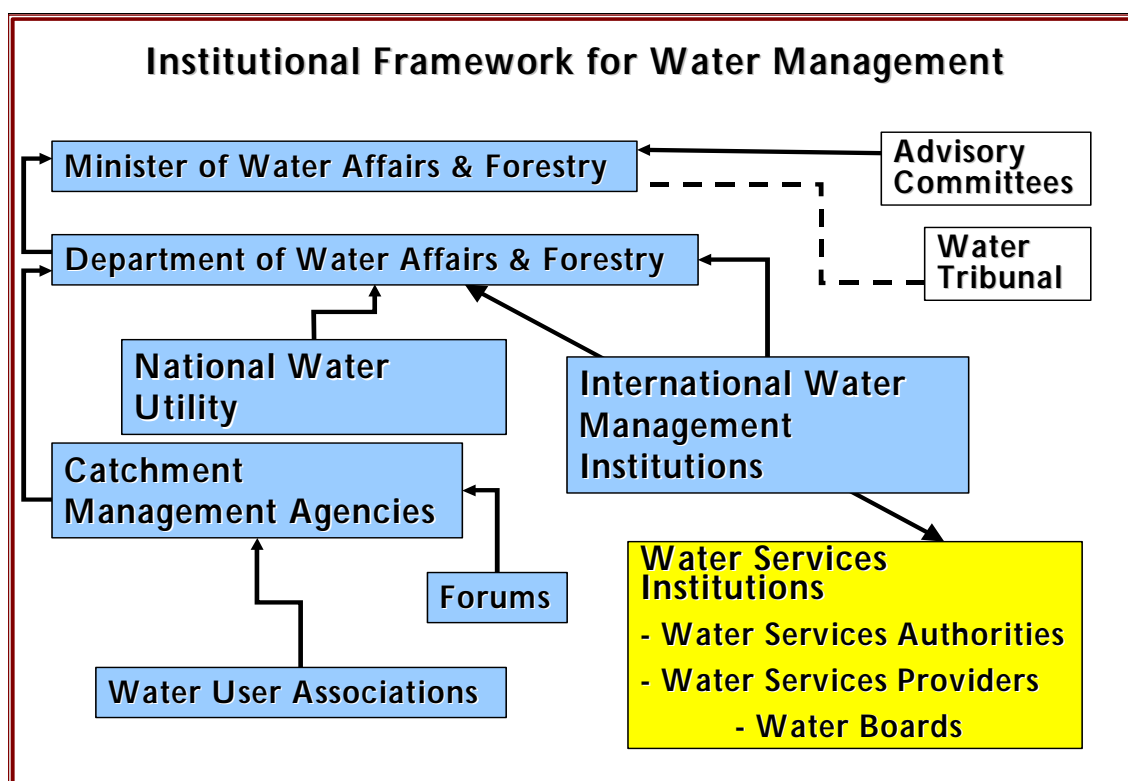 Institutional Framework for Water Management
Minister of Water Affairs & Forestry
Advisory
Committees
Department of Water Affairs & Forestry
Water
Tribunal
National Water
Utility
International Water
Management
Institutions
Catchment
Management Agencies
Forums
Water User Associations
Water Services
Institutions
- Water Services Authorities
- Water Services Providers
- Water Boards